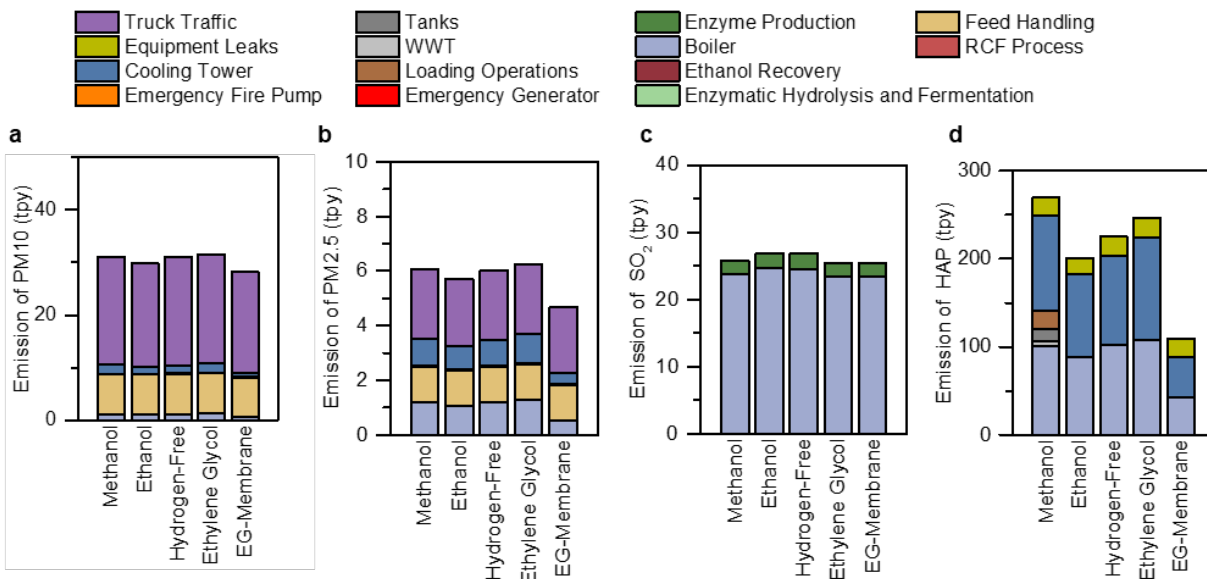 Truck Traffic
Tanks
Enzyme Production
Feed Handling
Equipment Leaks
WWT
Boiler
RCF Process
Cooling Tower
Loading Operations
Ethanol Recovery
Emergency Fire Pump
Emergency Generator
Enzymatic Hydrolysis and Fermentation
a
Emission of PM10 (tpy)
40
20
0
Methanol
Ethanol
Hydrogen-Free
Ethylene Glycol
EG-Membrane
b
Emission of PM2.5 (tpy)
10
8
6
4
2
0
Methanol
Ethanol
Hydrogen-Free
Ethylene Glycol
EG-Membrane
c
Emission of SO₂ (tpy)
40
30
20
10
0
Methanol
Ethanol
Hydrogen-Free
Ethylene Glycol
EG-Membrane
d
Emission of HAP (tpy)
300
200
100
0
Methanol
Ethanol
Hydrogen-Free
Ethylene Glycol
EG-Membrane